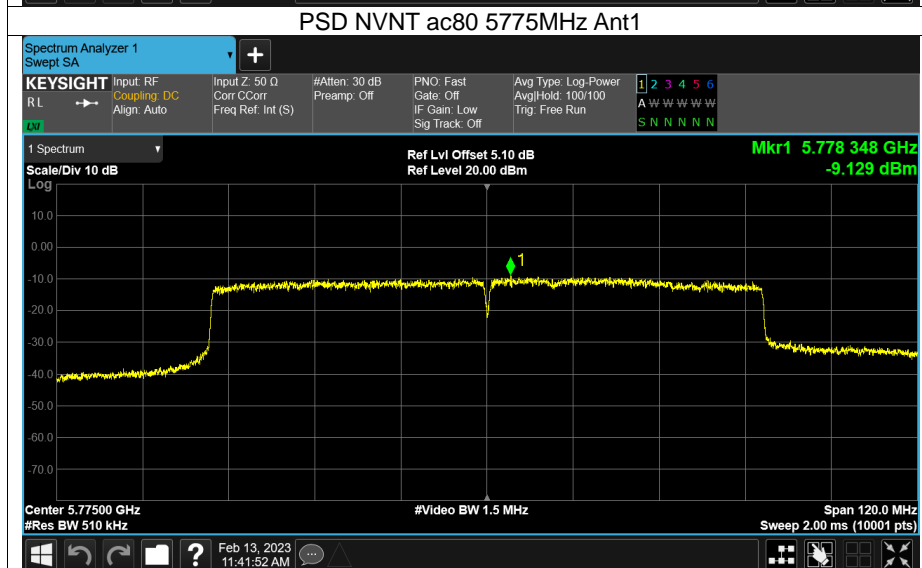 PSD NVNT ac80 5775MHz Ant1
Spectrum Analyzer 1
Swept SA
+
KEYSIGHT Input: RF Input Z: 50 Ω #Atten: 30 dB PNO: Fast Avg Type: Log-Power 1 2 3 4 5 6
RL Coupling: DC Corr CCorr Preamp: Off Gate: Off Avg|Hold: 100/100 A W W W W W
Align: Auto Freq Ref: Int (S) IF Gain: Low Trig: Free Run
LXI Sig Track: Off S N N N N N
1 Spectrum Ref Lvl Offset 5.10 dB Mkr1 5.778 348 GHz
Scale/Div 10 dB Ref Level 20.00 dBm -9.129 dBm
Log
10.0
0.00
1
-10.0
-20.0
-30.0
-40.0
-50.0
-60.0
-70.0
Center 5.77500 GHz #Video BW 1.5 MHz Span 120.0 MHz
#Res BW 510 kHz Sweep 2.00 ms (10001 pts)
? Feb 13, 2023
11:41:52 AM